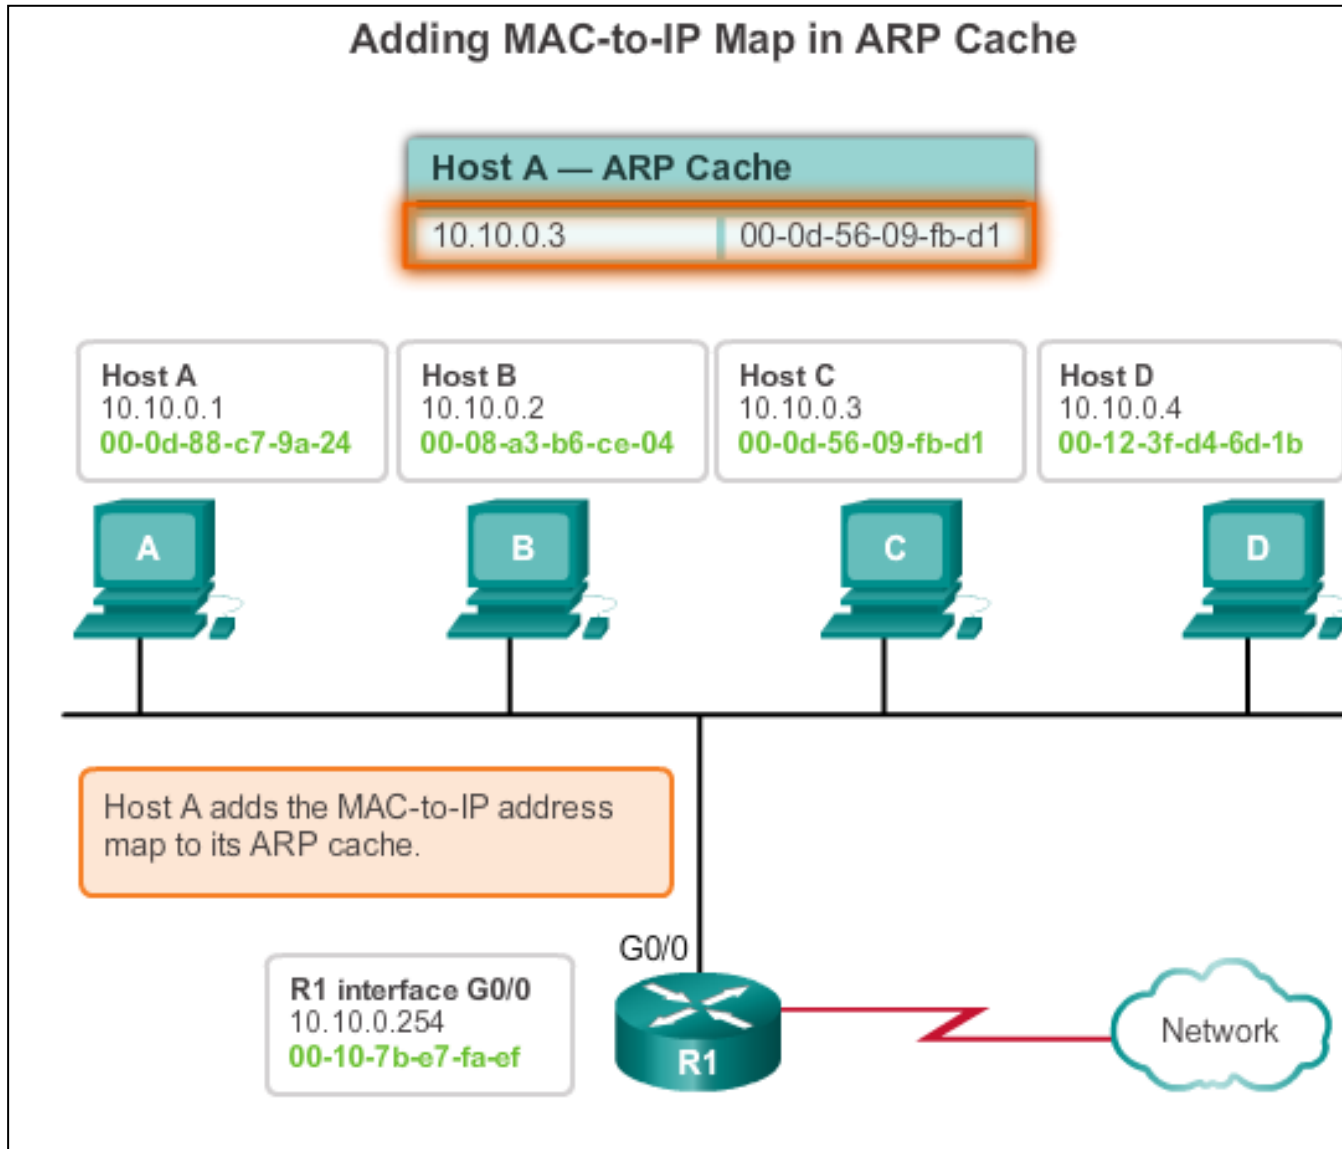 Adding MAC-to-IP Map in ARP Cache
Host A — ARP Cache
10.10.0.3 00-0d-56-09-fb-d1
Host A
10.10.0.1
00-0d-88-c7-9a-24
Host B
10.10.0.2
00-08-a3-b6-ce-04
Host C
10.10.0.3
00-0d-56-09-fb-d1
Host D
10.10.0.4
00-12-3f-d4-6d-1b
A
B
C
D
Host A adds the MAC-to-IP address
map to its ARP cache.
G0/0
R1 interface G0/0
10.10.0.254
00-10-7b-e7-fa-ef
R1
Network